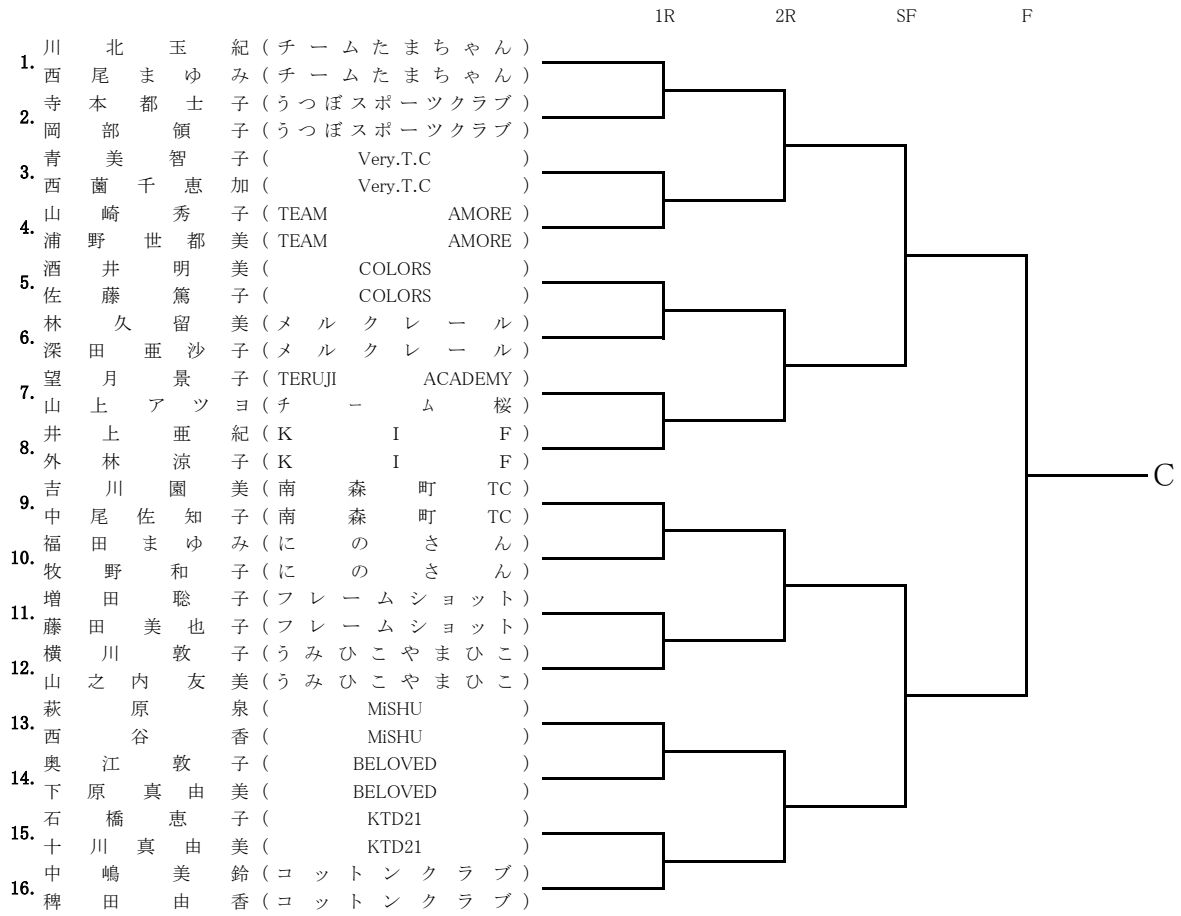 1R 2R SF F
川北玉紀(チームたまちゃん)
1.
西尾まゆみ(チームたまちゃん)
寺本都士子(うつぼスポーツクラブ)
2.
岡部領子(うつぼスポーツクラブ)
青美智子(Very.T.C)
3.
西薗千恵加(Very.T.C)
山崎秀子(TEAM AMORE)
4.
浦野世都美(TEAM AMORE)
酒井明美(COLORS)
5.
佐藤篤子(COLORS)
林久留美(メルクレール)
6.
深田亜沙子(メルクレール)
望月景子(TERUJI ACADEMY)
7.
山上アツヨ(チーム桜)
井上亜紀(KIF)
8.
外林涼子(KIF)
C
吉川園美(南森町TC)
9.
中尾佐知子(南森町TC)
福田まゆみ(にのさん)
10.
牧野和子(にのさん)
増田聡子(フレームショット)
11.
藤田美也子(フレームショット)
横川敦子(うみひこやまひこ)
12.
山之内友美(うみひこやまひこ)
萩原泉(MiSHU)
13.
西谷香(MiSHU)
奥江敦子(BELOVED)
14.
下原真由美(BELOVED)
石橋恵子(KTD21)
15.
十川真由美(KTD21)
中嶋美鈴(コットンクラブ)
16.
稗田由香(コットンクラブ)